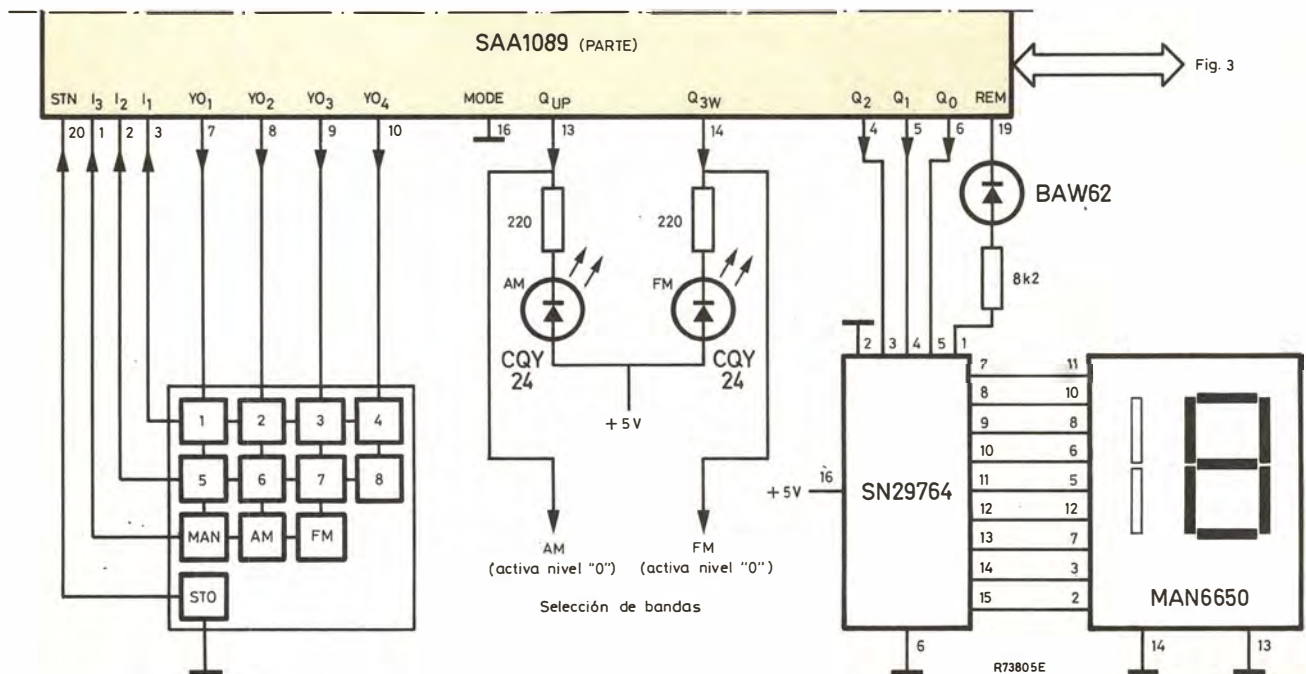 SAA1089 (PARTE)
Fig. 3
STN I3 I2 I1 YO1 YO2 YO3 YO4 MODE QUP Q3W Q2 Q1 Q0 REM
20 1 2 3 7 8 9 10 16 13 14 4 5 6 19
BAW62
220 220
8k2
AM FM
CQY CQY
24 24
+5V
2 3 4 5 1
1 2 3 4
5 6 7 8
MAN AM FM
STO
AM FM
(activa nivel "0") (activa nivel "0")
Selección de bandas
+5V 16
SN29764
7 11
8 10
9 8
10 6
11 5
12 12
13 7
14 3
15 2
MAN6650
6
14 13
R73805E